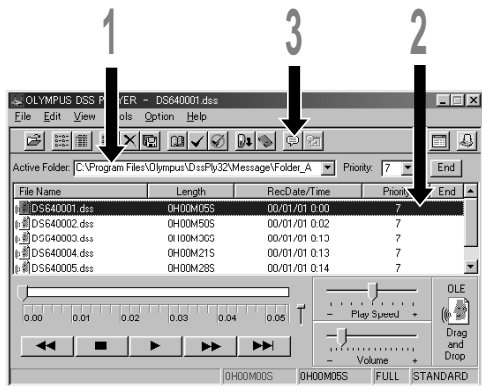 1
3
2
OLYMPUS DSS PLAYER - DS640001.dss
File Edit View Tools Option Help
Active Folder: C:\Program Files\Olympus\DssPly32\Message\Folder_A Priority: 7 End
File Name Length RecDate/Time Priority End
DS640001.dss 0H00M05S 00/01/01 0:00 7
DS640002.dss 0H00M50S 00/01/01 0:02 7
DS640003.dss 0H00M36S 00/01/01 0:13 7
DS640004.dss 0H00M21S 00/01/01 0:13 7
DS640005.dss 0H00M28S 00/01/01 0:14 7
0.00 0.01 0.02 0.03 0.04 0.05
- Play Speed +
- Volume +
OLE
Drag
and
Drop
0H00M00S 0H00M05S FULL STANDARD